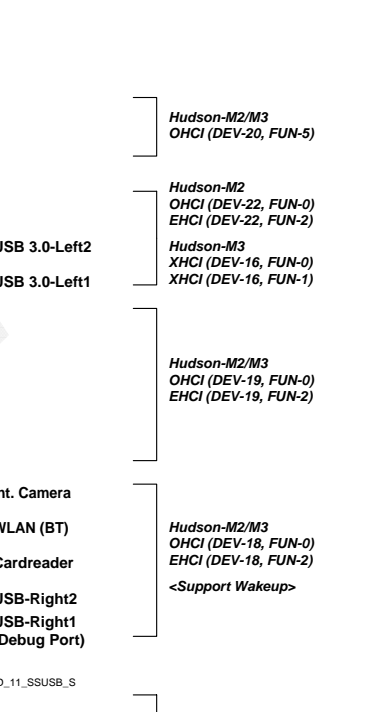 Hudson-M2/M3
OHCI (DEV-20, FUN-5)
Hudson-M2
OHCI (DEV-22, FUN-0)
EHCI (DEV-22, FUN-2)
USB 3.0-Left2
Hudson-M3
XHCI (DEV-16, FUN-0)
USB 3.0-Left1
XHCI (DEV-16, FUN-1)
Hudson-M2/M3
OHCI (DEV-19, FUN-0)
EHCI (DEV-19, FUN-2)
nt. Camera
WLAN (BT)
Hudson-M2/M3
OHCI (DEV-18, FUN-0)
Cardreader
EHCI (DEV-18, FUN-2)
<Support Wakeup>
USB-Right2
USB-Right1
Debug Port)
_11_SSUSB_S